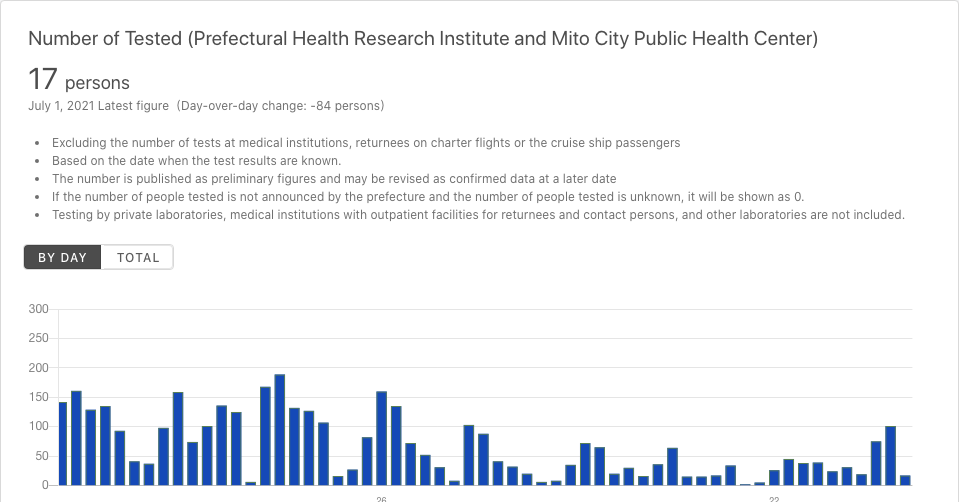 Number of Tested (Prefectural Health Research Institute and Mito City Public Health Center)
17 persons
July 1, 2021 Latest figure (Day-over-day change: -84 persons)
• Excluding the number of tests at medical institutions, returnees on charter flights or the cruise ship passengers
• Based on the date when the test results are known.
• The number is published as preliminary figures and may be revised as confirmed data at a later date
• If the number of people tested is not announced by the prefecture and the number of people tested is unknown, it will be shown as 0.
• Testing by private laboratories, medical institutions with outpatient facilities for returnees and contact persons, and other laboratories are not included.
BY DAY TOTAL
300
250
200
150
100
50
0
26 22